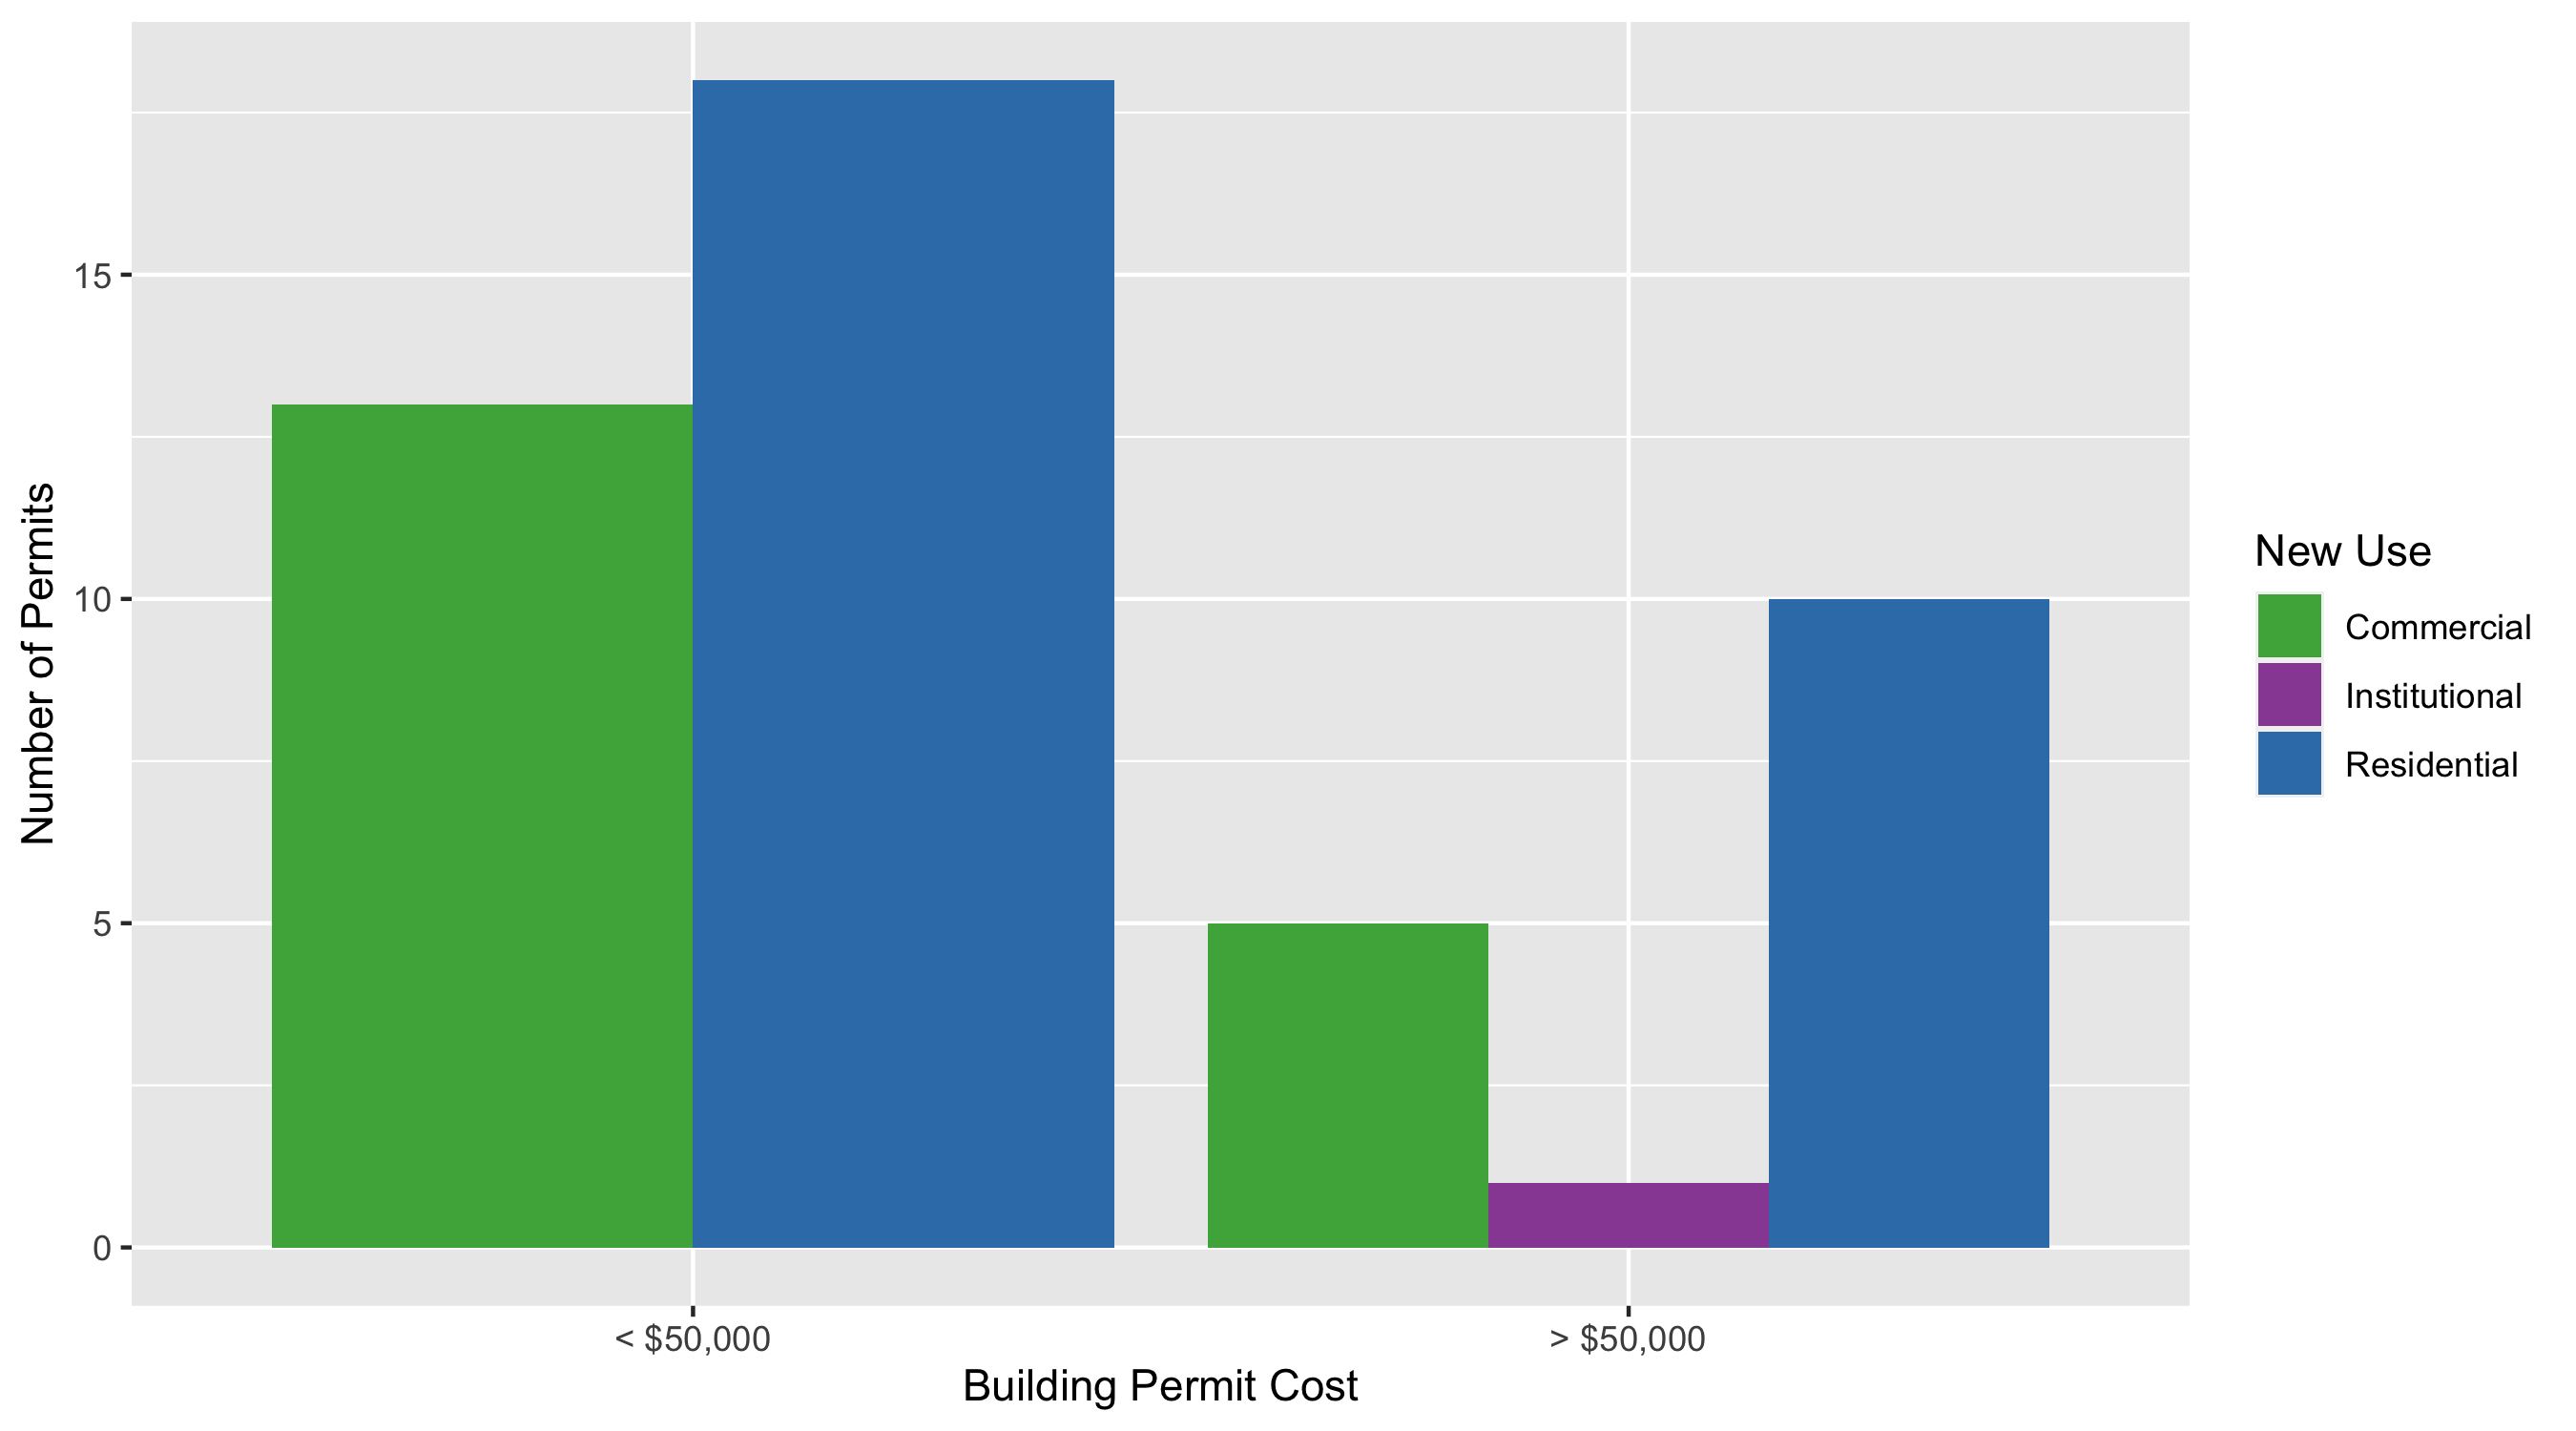 Number of Permits
15
10
5
0
< $50,000
> $50,000
Building Permit Cost
New Use
Commercial
Institutional
Residential